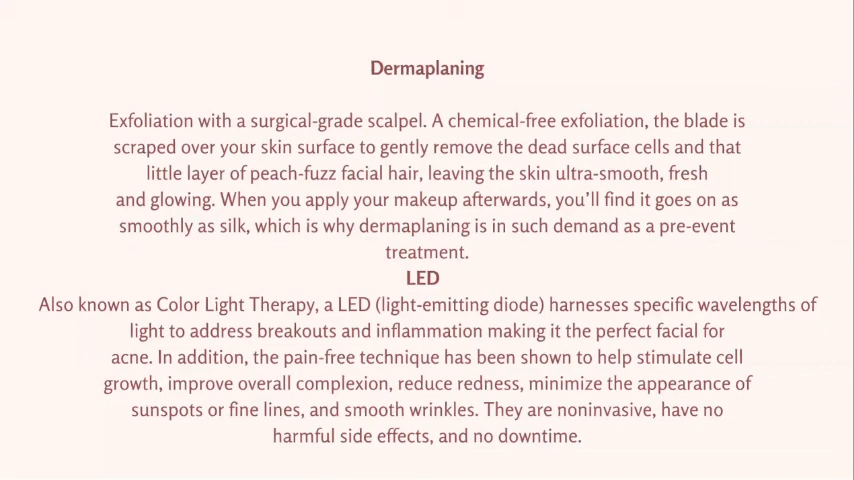 Dermaplaning
Exfoliation with a surgical-grade scalpel. A chemical-free exfoliation, the blade is
scraped over your skin surface to gently remove the dead surface cells and that
little layer of peach-fuzz facial hair, leaving the skin ultra-smooth, fresh
and glowing. When you apply your makeup afterwards, you’ll find it goes on as
smoothly as silk, which is why dermaplaning is in such demand as a pre-event
treatment.
LED
Also known as Color Light Therapy, a LED (light-emitting diode) harnesses specific wavelengths of
light to address breakouts and inflammation making it the perfect facial for
acne. In addition, the pain-free technique has been shown to help stimulate cell
growth, improve overall complexion, reduce redness, minimize the appearance of
sunspots or fine lines, and smooth wrinkles. They are noninvasive, have no
harmful side effects, and no downtime.